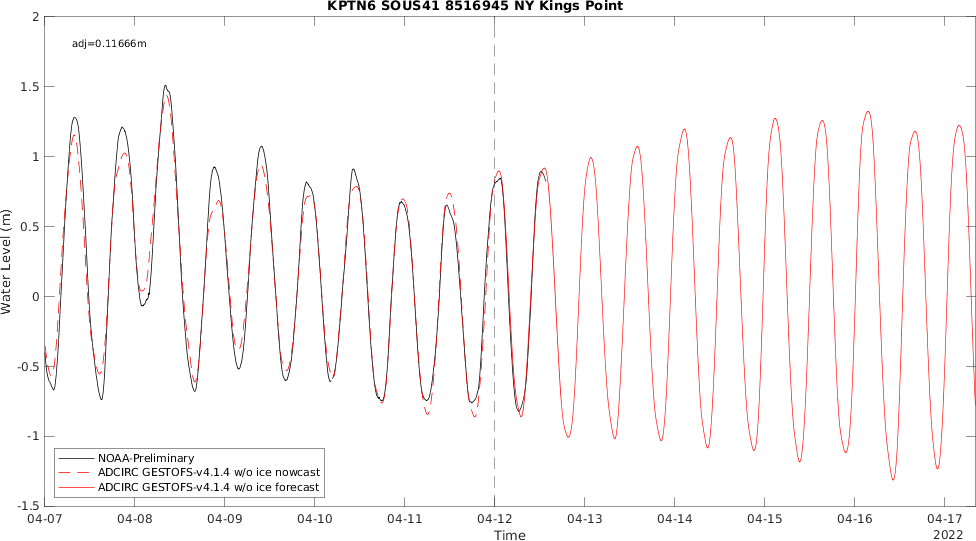 KPTN6 SOUS41 8516945 NY Kings Point
adj=0.11666m
2
1.5
1
0.5
0
-0.5
-1
-1.5
Water Level (m)
NOAA-Preliminary
ADCIRC GESTOFS-v4.1.4 w/o ice nowcast
ADCIRC GESTOFS-v4.1.4 w/o ice forecast
04-07 04-08 04-09 04-10 04-11 04-12 04-13 04-14 04-15 04-16 04-17
Time
2022